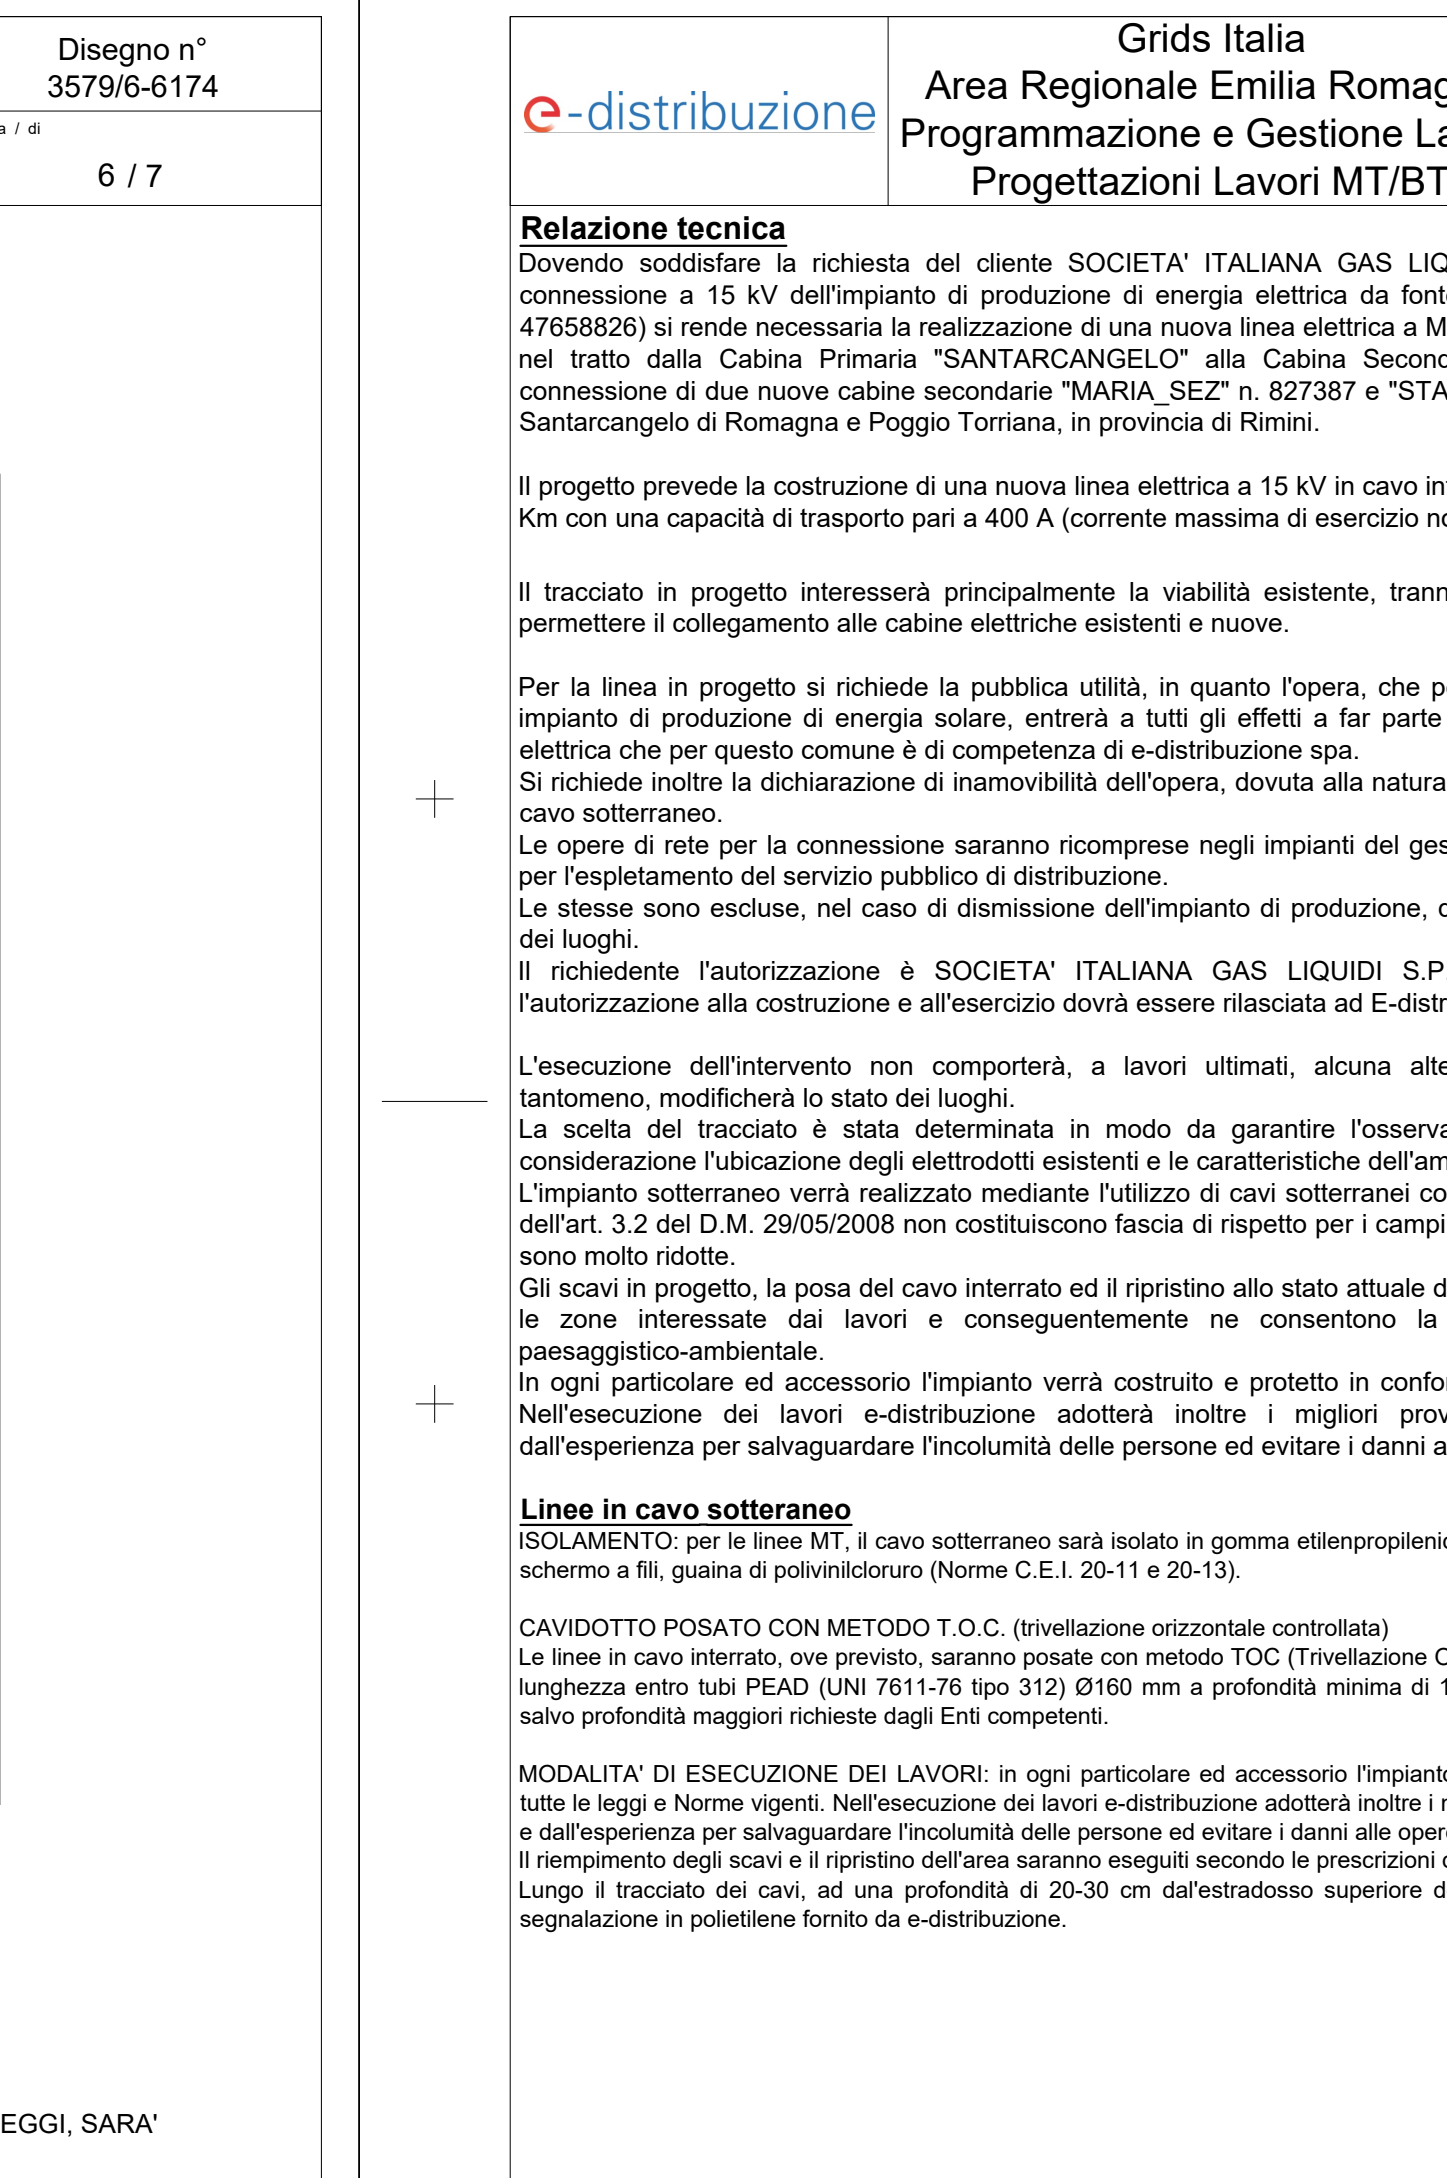 Disegno n°
3579/6-6174
/ di
6 / 7
EGGI, SARA'
e-distribuzione
Grids Italia
Area Regionale Emilia
Programmazione e Gestione
Progettazioni Lavori MT/BT
Relazione tecnica
Dovendo soddisfare la richiesta del cliente SOCIETA' ITALIANA GAS
connessione a 15 kV dell'impianto di produzione di energia elettrica da
47658826) si rende necessaria la realizzazione di una nuova linea elettrica a
nel tratto dalla Cabina Primaria "SANTARCANGELO" alla Cabina
connessione di due nuove cabine secondarie "MARIA_SEZ" n. 827387 e
Santarcangelo di Romagna e Poggio Torriana, in provincia di Rimini.
Il progetto prevede la costruzione di una nuova linea elettrica a 15 kV in cavo
Km con una capacità di trasporto pari a 400 A (corrente massima di esercizio
Il tracciato in progetto interesserà principalmente la viabilità esistente,
permettere il collegamento alle cabine elettriche esistenti e nuove.
Per la linea in progetto si richiede la pubblica utilità, in quanto l'opera, che
impianto di produzione di energia solare, entrerà a tutti gli effetti a far parte
elettrica che per questo comune è di competenza di e-distribuzione spa.
Si richiede inoltre la dichiarazione di inamovibilità dell'opera, dovuta alla natura
cavo sotterraneo.
Le opere di rete per la connessione saranno ricomprese negli impianti del
per l'espletamento del servizio pubblico di distribuzione.
Le stesse sono escluse, nel caso di dismissione dell'impianto di produzione,
dei luoghi.
Il richiedente l'autorizzazione è SOCIETA' ITALIANA GAS LIQUIDI S.P.
l'autorizzazione alla costruzione e all'esercizio dovrà essere rilasciata ad
L'esecuzione dell'intervento non comporterà, a lavori ultimati, alcuna
tantomeno, modificherà lo stato dei luoghi.
La scelta del tracciato è stata determinata in modo da garantire
considerazione l'ubicazione degli elettrodotti esistenti e le caratteristiche
L'impianto sotterraneo verrà realizzato mediante l'utilizzo di cavi sotterranei
dell'art. 3.2 del D.M. 29/05/2008 non costituiscono fascia di rispetto per i campi
sono molto ridotte.
Gli scavi in progetto, la posa del cavo interrato ed il ripristino allo stato attuale
le zone interessate dai lavori e conseguentemente ne consentono la
paesaggistico-ambientale.
In ogni particolare ed accessorio l'impianto verrà costruito e protetto in
Nell'esecuzione dei lavori e-distribuzione adotterà inoltre i migliori
dall'esperienza per salvaguardare l'incolumità delle persone ed evitare i danni
Linee in cavo sotteraneo
ISOLAMENTO: per le linee MT, il cavo sotterraneo sarà isolato in gomma
schermo a fili, guaina di polivinilcloruro (Norme C.E.I. 20-11 e 20-13).
CAVIDOTTO POSATO CON METODO T.O.C. (trivellazione orizzontale controllata)
Le linee in cavo interrato, ove previsto, saranno posate con metodo TOC (Trivellazione
lunghezza entro tubi PEAD (UNI 7611-76 tipo 312) Ø160 mm a profondità minima di
salvo profondità maggiori richieste dagli Enti competenti.
MODALITA' DI ESECUZIONE DEI LAVORI: in ogni particolare ed accessorio
tutte le leggi e Norme vigenti. Nell'esecuzione dei lavori e-distribuzione adotterà inoltre i
e dall'esperienza per salvaguardare l'incolumità delle persone ed evitare i danni alle
Il riempimento degli scavi e il ripristino dell'area saranno eseguiti secondo le prescrizioni
Lungo il tracciato dei cavi, ad una profondità di 20-30 cm dal'estradosso superiore
segnalazione in polietilene fornito da e-distribuzione.